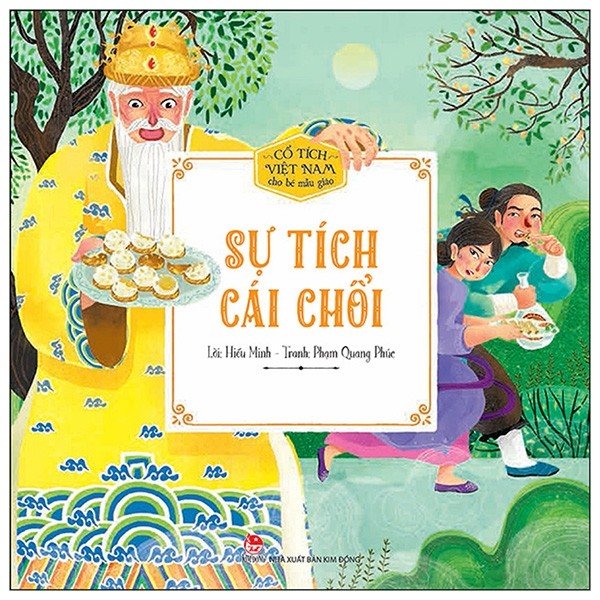 CỔ TÍCH
VIỆT NAM
cho bé mẫu giáo
SỰ TÍCH
CÁI CHỔI
Lời: Hiếu Minh - Tranh: Phạm Quang Phúc
NHÀ XUẤT BẢN KIM ĐỒNG